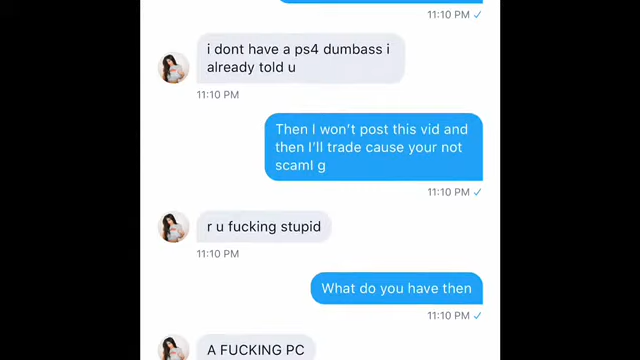 11:10 PM ✓
i dont have a ps4 dumbass i
already told u
11:10 PM
Then I won't post this vid and
then I'll trade cause your not
scamI g
11:10 PM ✓
r u fucking stupid
11:10 PM
What do you have then
11:10 PM ✓
A FUCKING PC